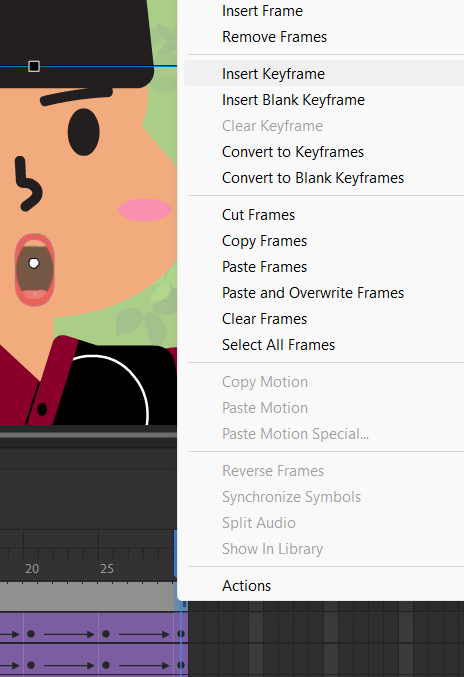 Insert Frame
Remove Frames
Insert Keyframe
Insert Blank Keyframe
Clear Keyframe
Convert to Keyframes
Convert to Blank Keyframes
Cut Frames
Copy Frames
Paste Frames
Paste and Overwrite Frames
Clear Frames
Select All Frames
Copy Motion
Paste Motion
Paste Motion Special...
Reverse Frames
Synchronize Symbols
Split Audio
Show In Library
Actions
20 25